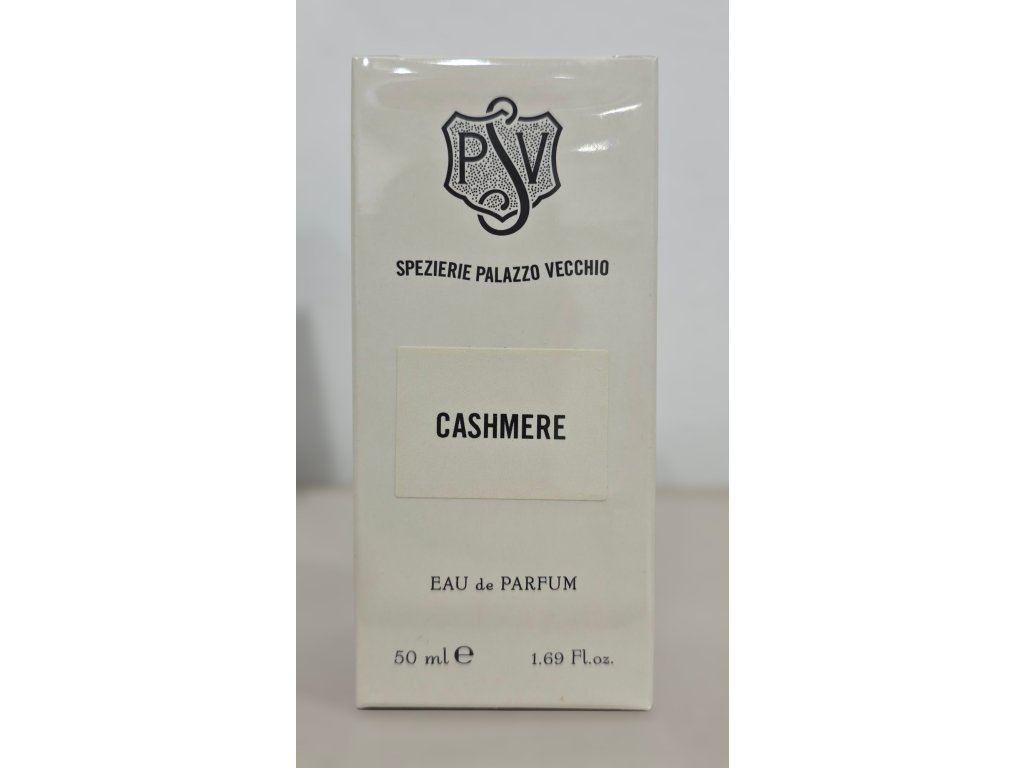 PSV
SPEZIERIE PALAZZO VECCHIO
CASHMERE
EAU de PARFUM
50 ml ℮ 1.69 Fl.oz.